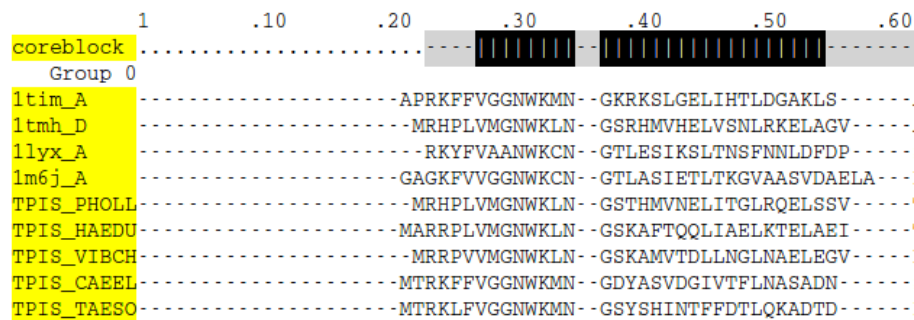 1 .10 .20 .30 .40 .50 .60
coreblock .......................----||||||||--||||||||||||||||||-------
Group 0
1tim_A---------------------APRKFFVGGNWKMN-GKRKSLGELIHTLDGAKLS------
1tmh_D----------------------MRHPLVMGNWKLN-GSRHMVHELVSNLRKELAGV-----
1lyx_A-----------------------RKYFVAANWKCN-GTLESIKSLTNSFNNLDFDP-----
1m6j_A---------------------GAGKFVVGGNWKCN-GTLASIETLTKGVAASVDAELA---
TPIS_PHOLL----------------------MRHPLVMGNWKLN-GSTHMVNELITGLRQELSSV-----
TPIS_HAEDU---------------------MARRPLVMGNWKLN-GSKAFTQQLIAELKTELAEI-----
TPIS_VIBCH----------------------MRRPVVMGNWKLN-GSKAMVTDLLNGLNAELEGV-----
TPIS_CAEEL---------------------MTRKFFVGGNWKMN-GDYASVDGIVTFLNASADN------
TPIS_TAESO---------------------MTRKLFVGGNWKMN-GSYSHINTFFDTLQKADTD------